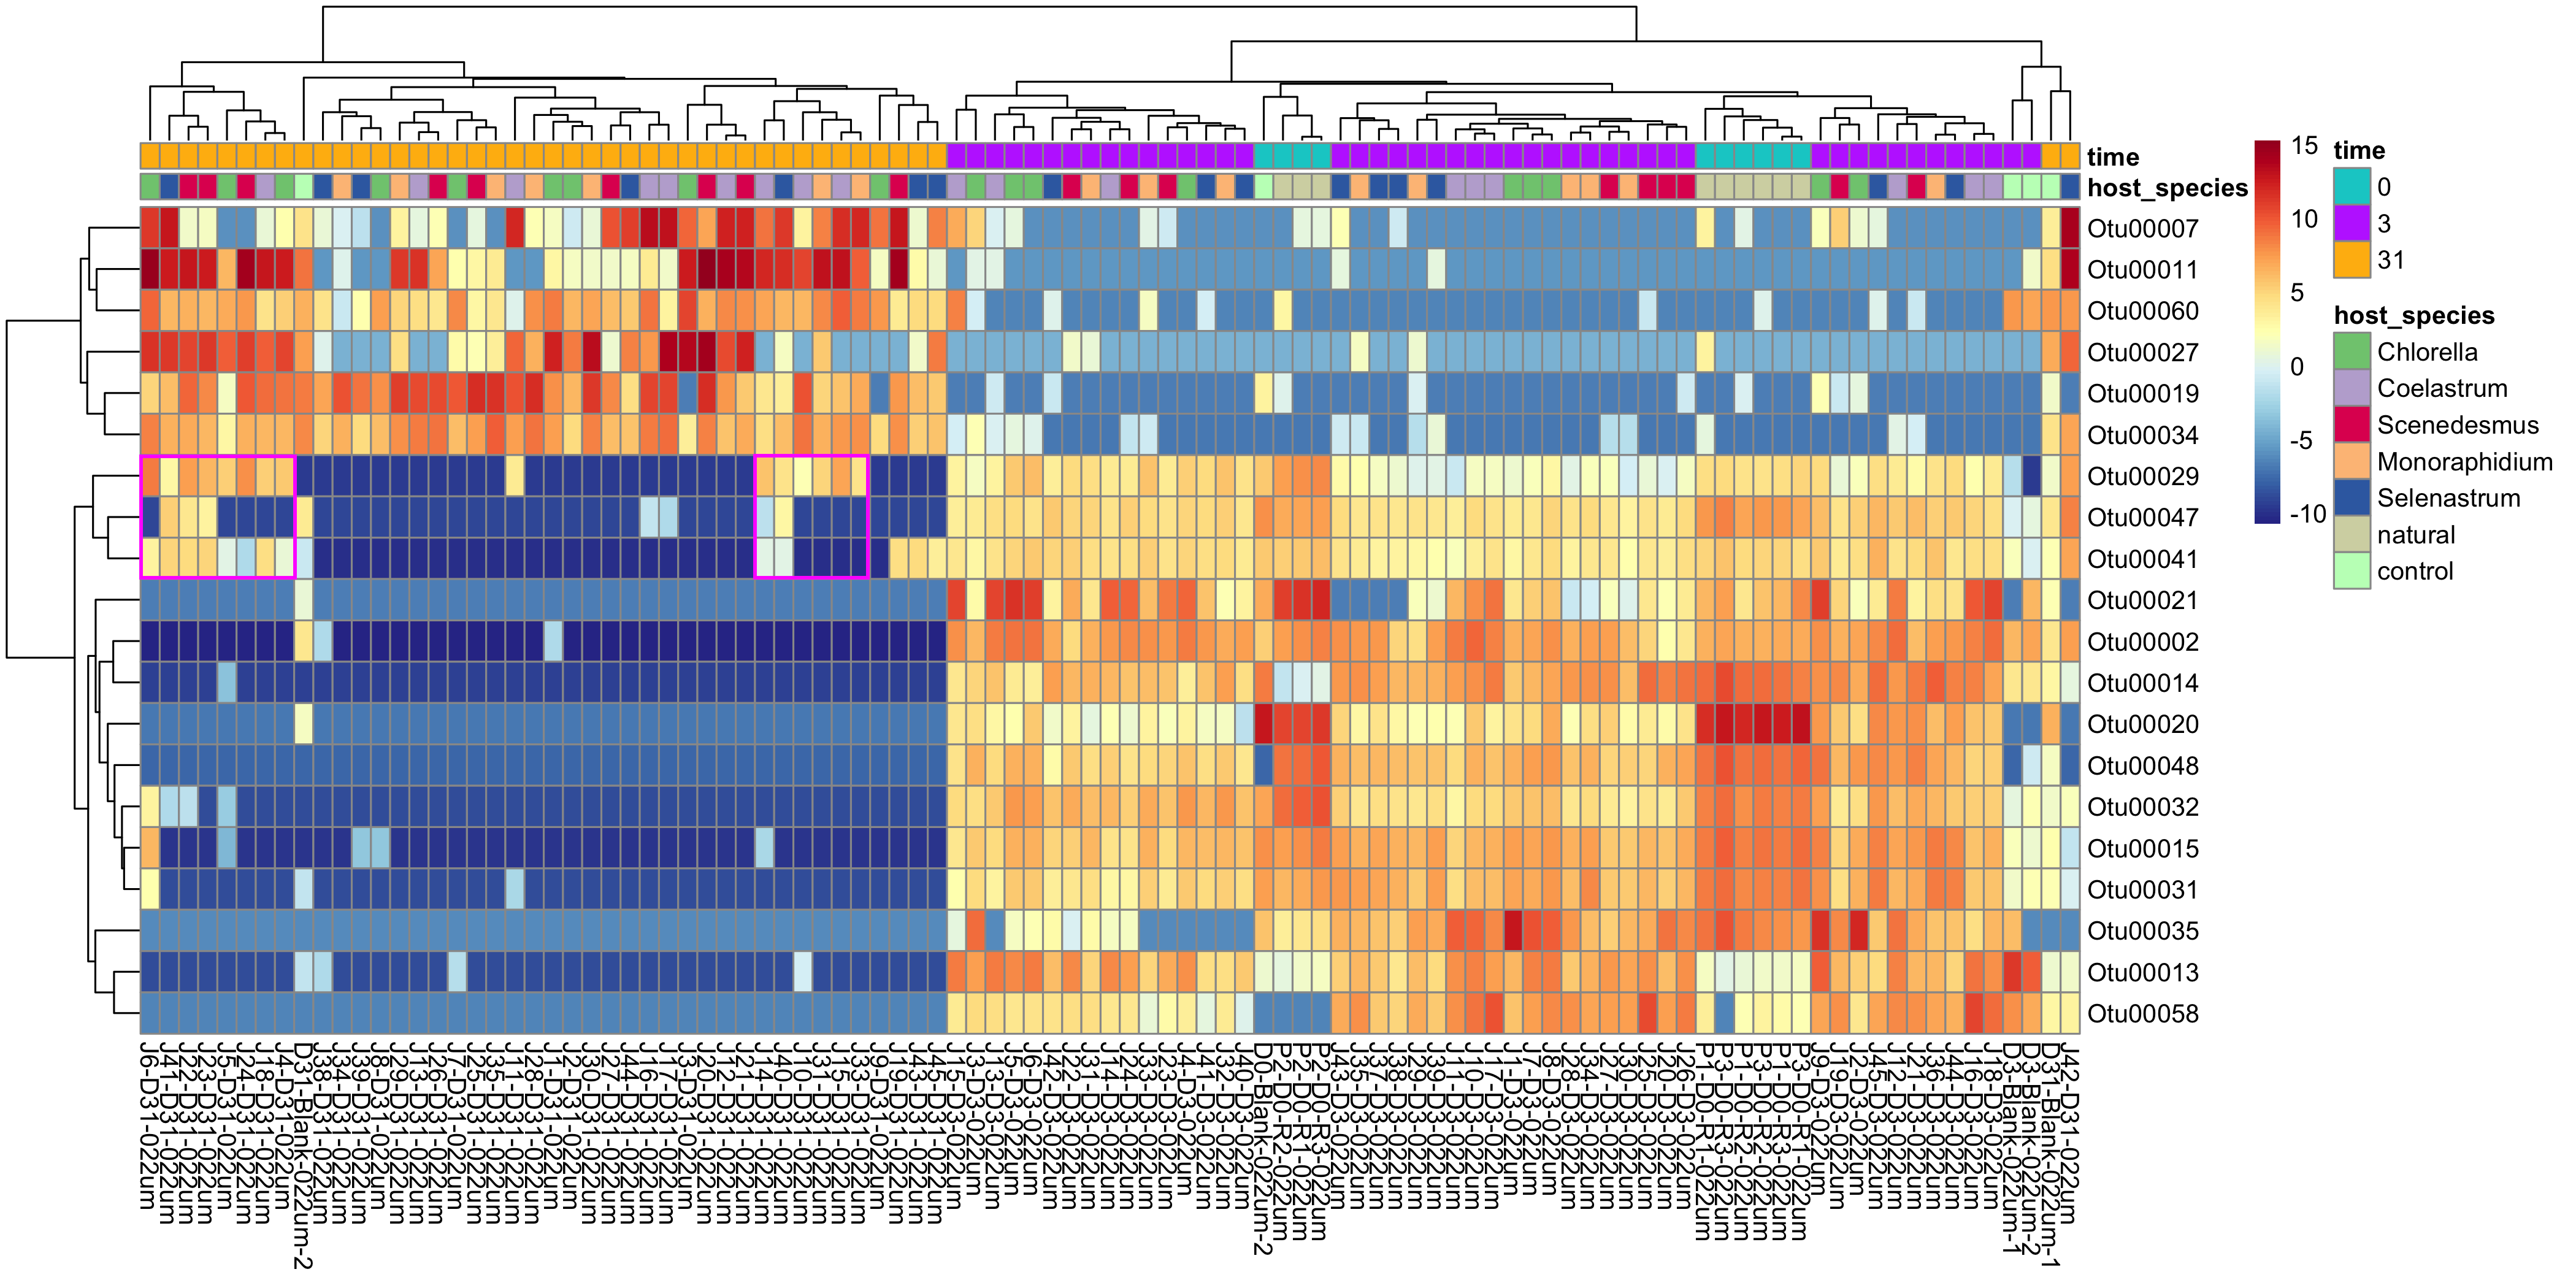 time
host_species
Otu00007
Otu00011
Otu00060
Otu00027
Otu00019
Otu00034
Otu00029
Otu00047
Otu00041
Otu00021
Otu00002
Otu00014
Otu00020
Otu00048
Otu00032
Otu00015
Otu00031
Otu00035
Otu00013
Otu00058
15
10
5
0
-5
-10
time
0
3
31
host_species
Chlorella
Coelastrum
Scenedesmus
Monoraphidium
Selenastrum
natural
control
J6-D31-022um
J41-D31-022um
J22-D31-022um
J23-D31-022um
J5-D31-022um
J24-D31-022um
J18-D31-022um
J4-D31-022um
D31-Blank-022um-2
J38-D31-022um
J34-D31-022um
J39-D31-022um
J8-D31-022um
J29-D31-022um
J13-D31-022um
J26-D31-022um
J7-D31-022um
J25-D31-022um
J35-D31-022um
J11-D31-022um
J28-D31-022um
J1-D31-022um
J2-D31-022um
J30-D31-022um
J27-D31-022um
J44-D31-022um
J16-D31-022um
J17-D31-022um
J3-D31-022um
J20-D31-022um
J12-D31-022um
J21-D31-022um
J14-D31-022um
J40-D31-022um
J10-D31-022um
J31-D31-022um
J15-D31-022um
J33-D31-022um
J9-D31-022um
J19-D31-022um
J43-D31-022um
J45-D31-022um
J15-D3-022um
J3-D3-022um
J13-D3-022um
J5-D3-022um
J6-D3-022um
J42-D3-022um
J22-D3-022um
J31-D3-022um
J14-D3-022um
J24-D3-022um
J33-D3-022um
J23-D3-022um
J4-D3-022um
J41-D3-022um
J32-D3-022um
J40-D3-022um
D0-Blank-022um-2
P2-D0-R2-022um
P2-D0-R1-022um
P2-D0-R3-022um
J43-D3-022um
J35-D3-022um
J37-D3-022um
J38-D3-022um
J29-D3-022um
J39-D3-022um
J11-D3-022um
J10-D3-022um
J17-D3-022um
J1-D3-022um
J7-D3-022um
J8-D3-022um
J28-D3-022um
J34-D3-022um
J27-D3-022um
J30-D3-022um
J25-D3-022um
J20-D3-022um
J26-D3-022um
P1-D0-R1-022um
P3-D0-R3-022um
P1-D0-R2-022um
P3-D0-R2-022um
P1-D0-R3-022um
P3-D0-R1-022um
J9-D3-022um
J19-D3-022um
J2-D3-022um
J45-D3-022um
J12-D3-022um
J21-D3-022um
J36-D3-022um
J44-D3-022um
J16-D3-022um
J18-D3-022um
D3-Blank-022um-1
D3-Blank-022um-2
D31-Blank-022um-1
J42-D31-022um